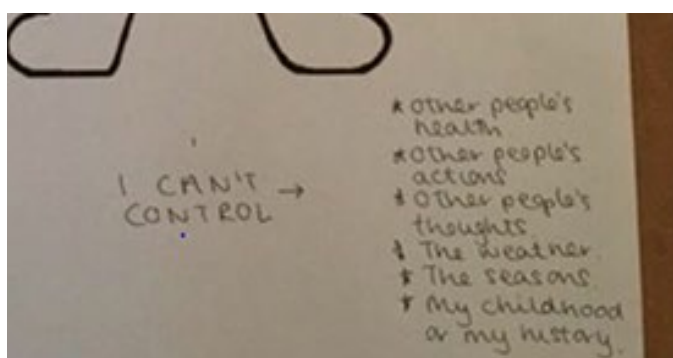 I CAN'T →
CONTROL
* Other people's
health
* Other people's
actions
* Other people's
thoughts
* The weather.
* The seasons
* My childhood
or my history.